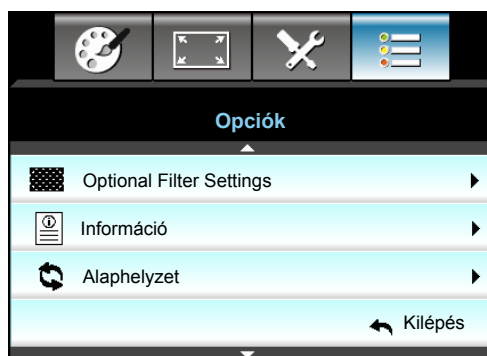 Opciók
Optional Filter Settings
Információ
Alaphelyzet
Kilépés